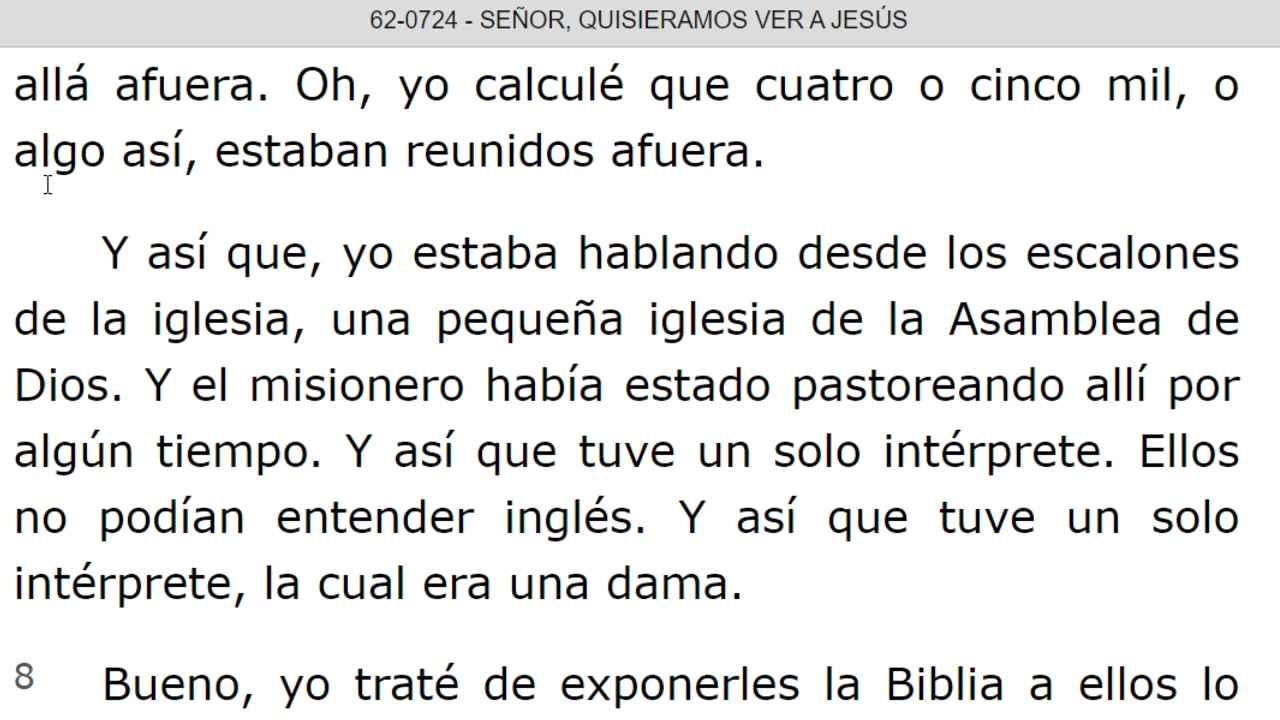 62-0724 - SEÑOR, QUISIERAMOS VER A JESÚS
allá afuera. Oh, yo calculé que cuatro o cinco mil, o
algo así, estaban reunidos afuera.
Y así que, yo estaba hablando desde los escalones
de la iglesia, una pequeña iglesia de la Asamblea de
Dios. Y el misionero había estado pastoreando allí por
algún tiempo. Y así que tuve un solo intérprete. Ellos
no podían entender inglés. Y así que tuve un solo
intérprete, la cual era una dama.
8 Bueno, yo traté de exponerles la Biblia a ellos lo